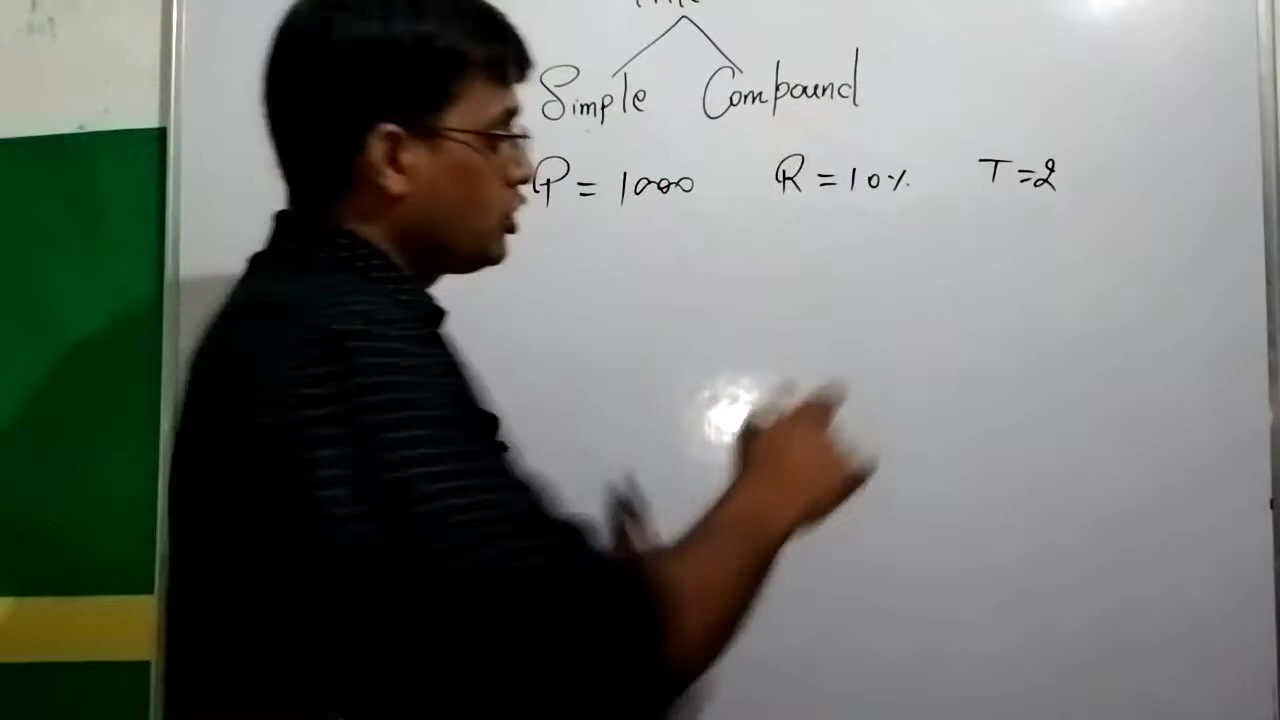 Simple Compound
P = 1000 R = 10% T = 2